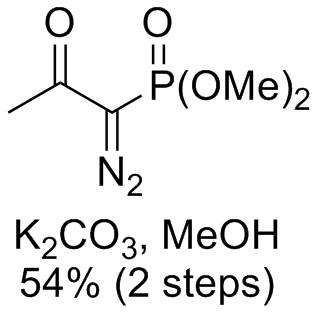 O O
P(OMe)₂
N₂
K₂CO₃, MeOH
54% (2 steps)